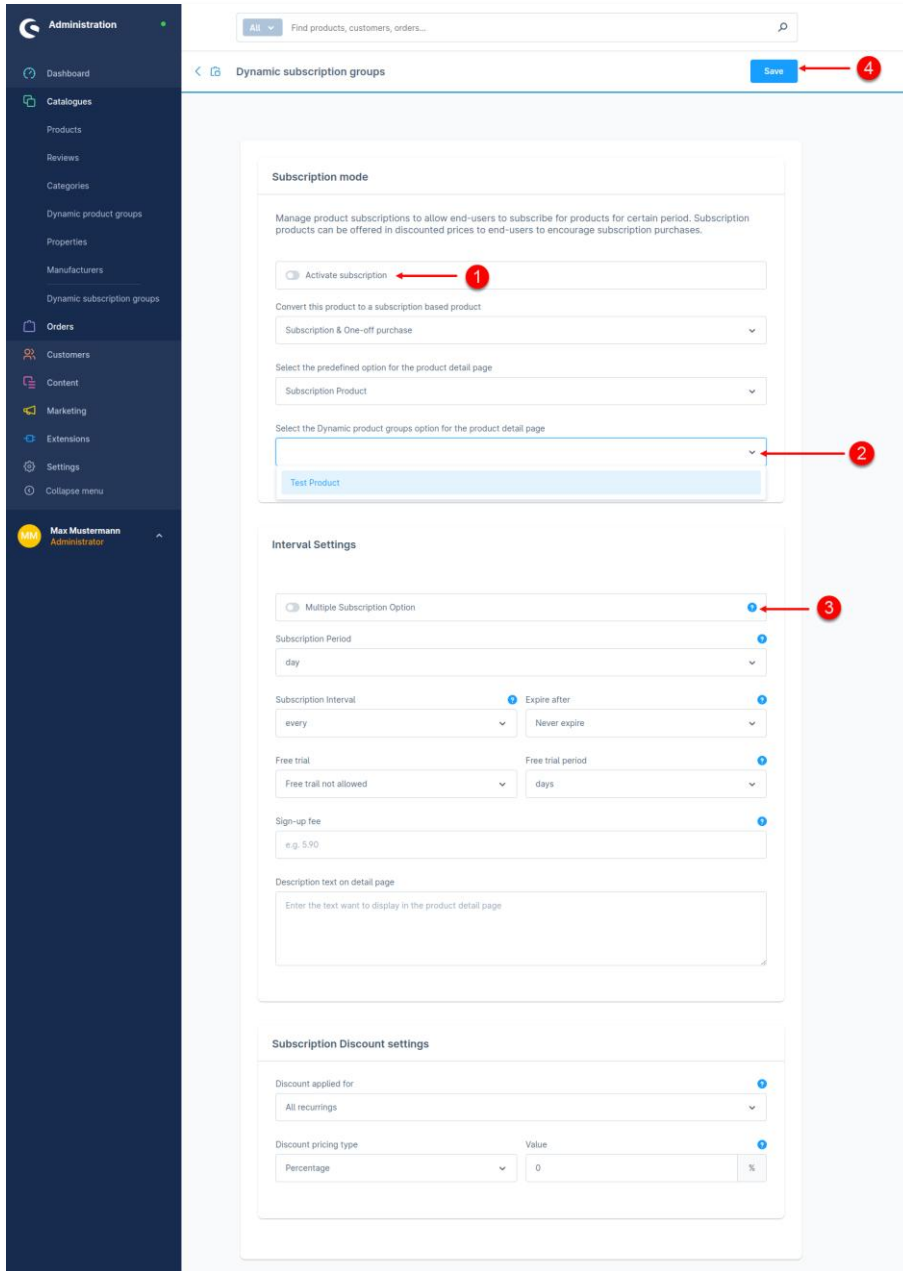 Administration
All
Find products, customers, orders...
Dashboard
Dynamic subscription groups
Save
4
Catalogues
Products
Reviews
Categories
Dynamic product groups
Properties
Manufacturers
Dynamic subscription groups
Orders
Customers
Content
Marketing
Extensions
Settings
Collapse menu
MM
Max Mustermann
Administrator
Subscription mode
Manage product subscriptions to allow end-users to subscribe for products for certain period. Subscription
products can be offered in discounted prices to end-users to encourage subscription purchases.
Activate subscription
1
Convert this product to a subscription based product
Subscription & One-off purchase
Select the predefined option for the product detail page
Subscription Product
Select the Dynamic product groups option for the product detail page
2
Test Product
Interval Settings
Multiple Subscription Option
?
3
Subscription Period
?
day
Subscription Interval
?
Expire after
?
every
Never expire
Free trial
Free trial period
?
Free trail not allowed
days
Sign-up fee
?
e.g. 5.90
Description text on detail page
Enter the text want to display in the product detail page
Subscription Discount settings
Discount applied for
?
All recurrings
Discount pricing type
Value
?
Percentage
0
%